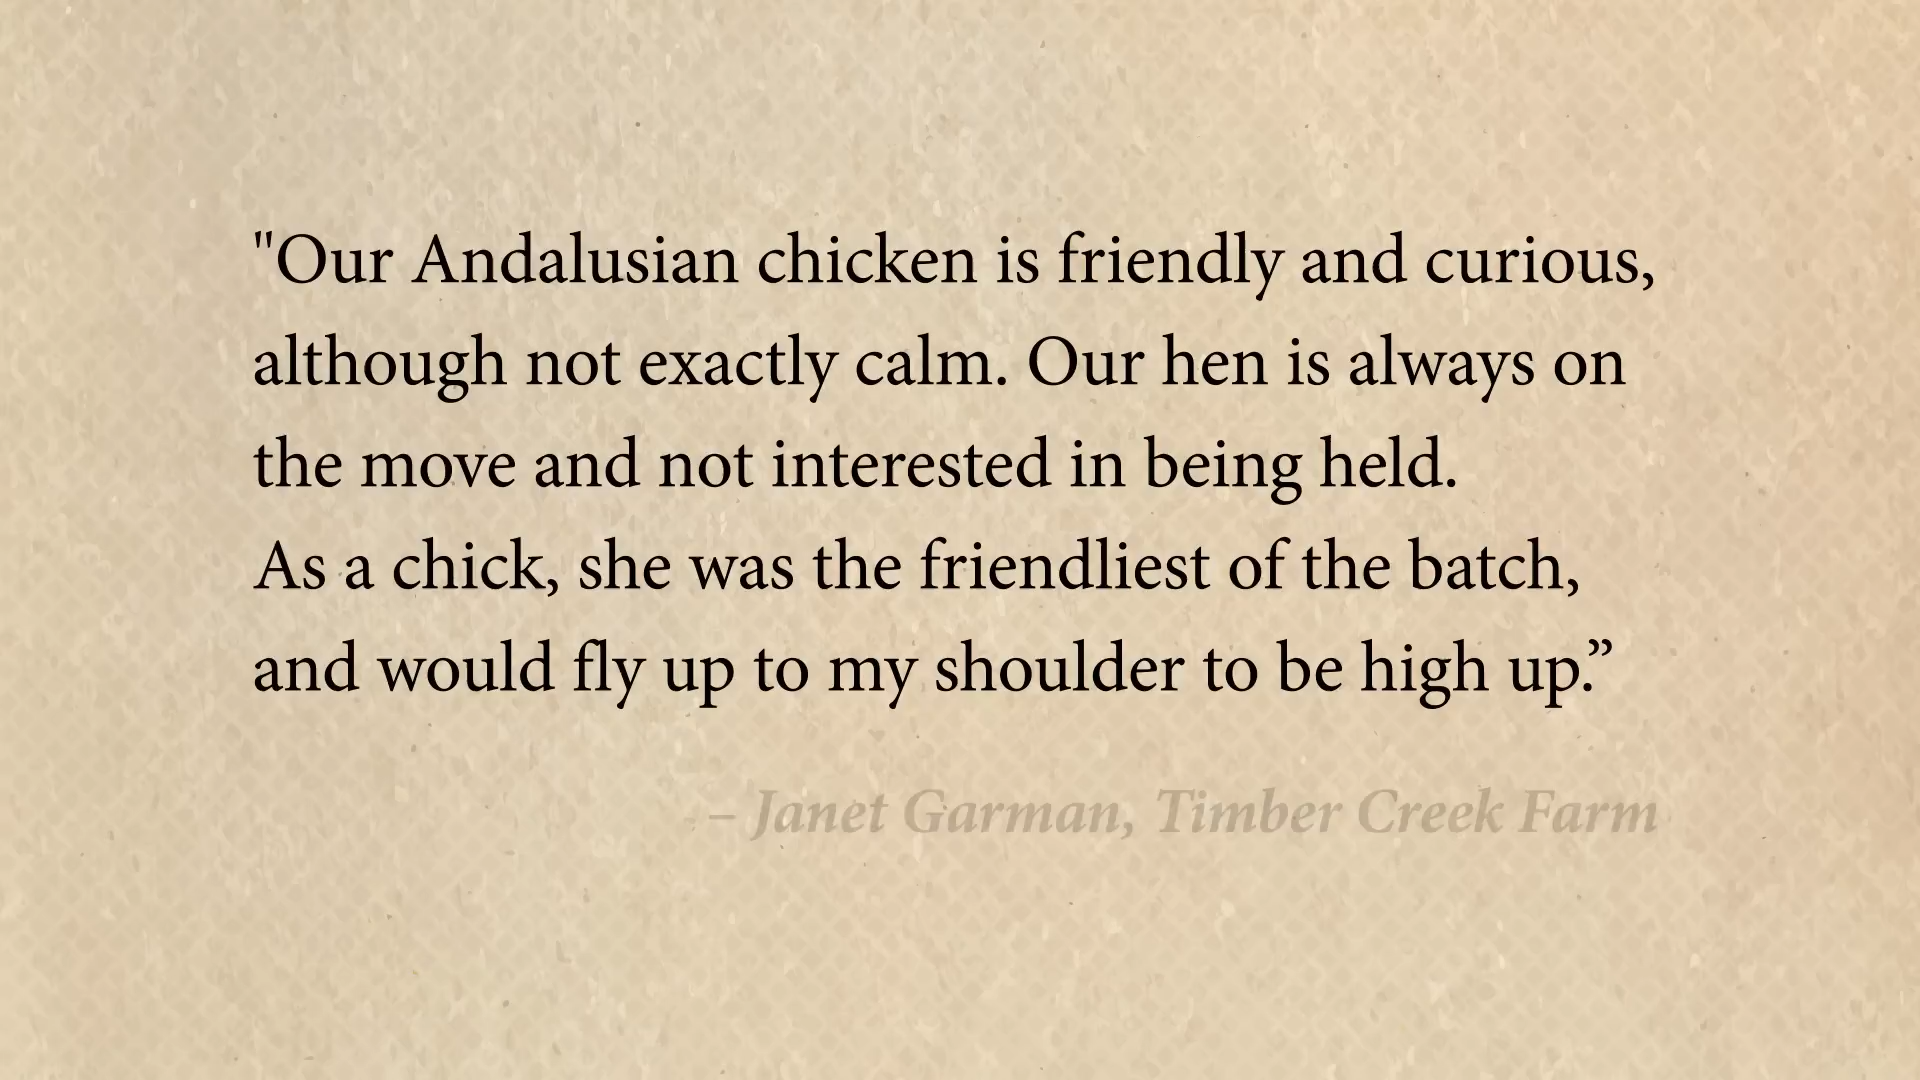 "Our Andalusian chicken is friendly and curious,
although not exactly calm. Our hen is always on
the move and not interested in being held.
As a chick, she was the friendliest of the batch,
and would fly up to my shoulder to be high up.”
– Janet Garman, Timber Creek Farm